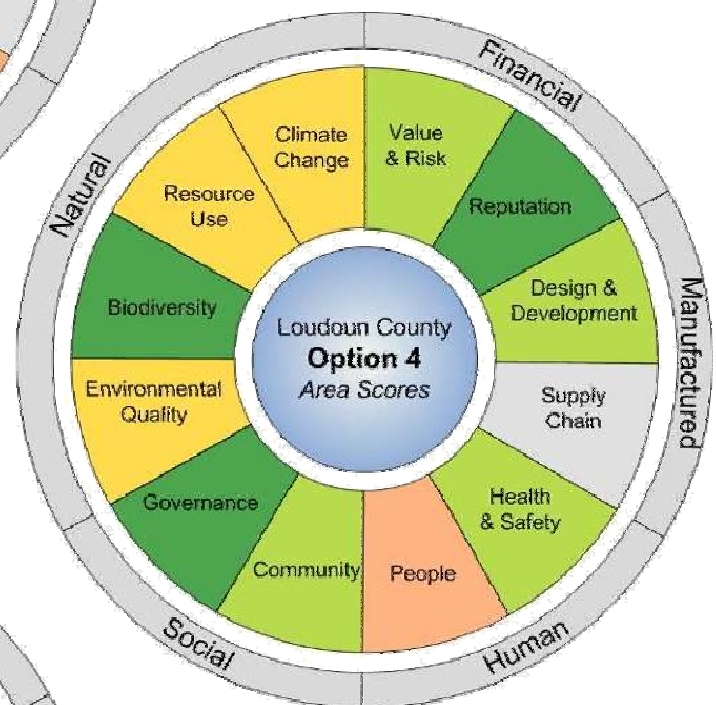 Financial
Manufactured
Human
Social
Natural
Climate
Change
Value
& Risk
Resource
Use
Reputation
Biodiversity
Design &
Development
Loudoun County
Option 4
Area Scores
Environmental
Quality
Supply
Chain
Governance
Health
& Safety
Community
People